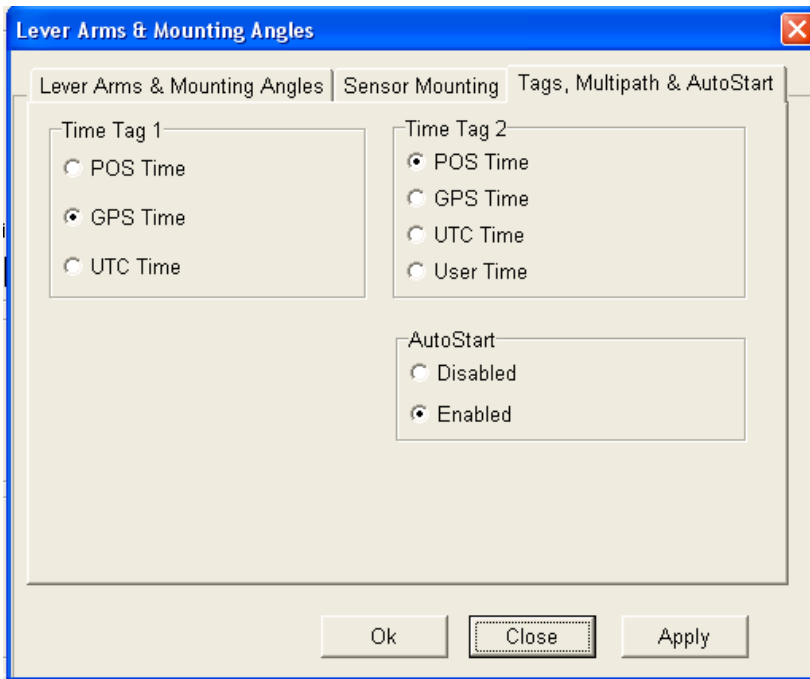 Lever Arms & Mounting Angles
Lever Arms & Mounting Angles
Sensor Mounting
Tags, Multipath & AutoStart
Time Tag 1
POS Time
GPS Time
UTC Time
Time Tag 2
POS Time
GPS Time
UTC Time
User Time
AutoStart
Disabled
Enabled
Ok
Close
Apply